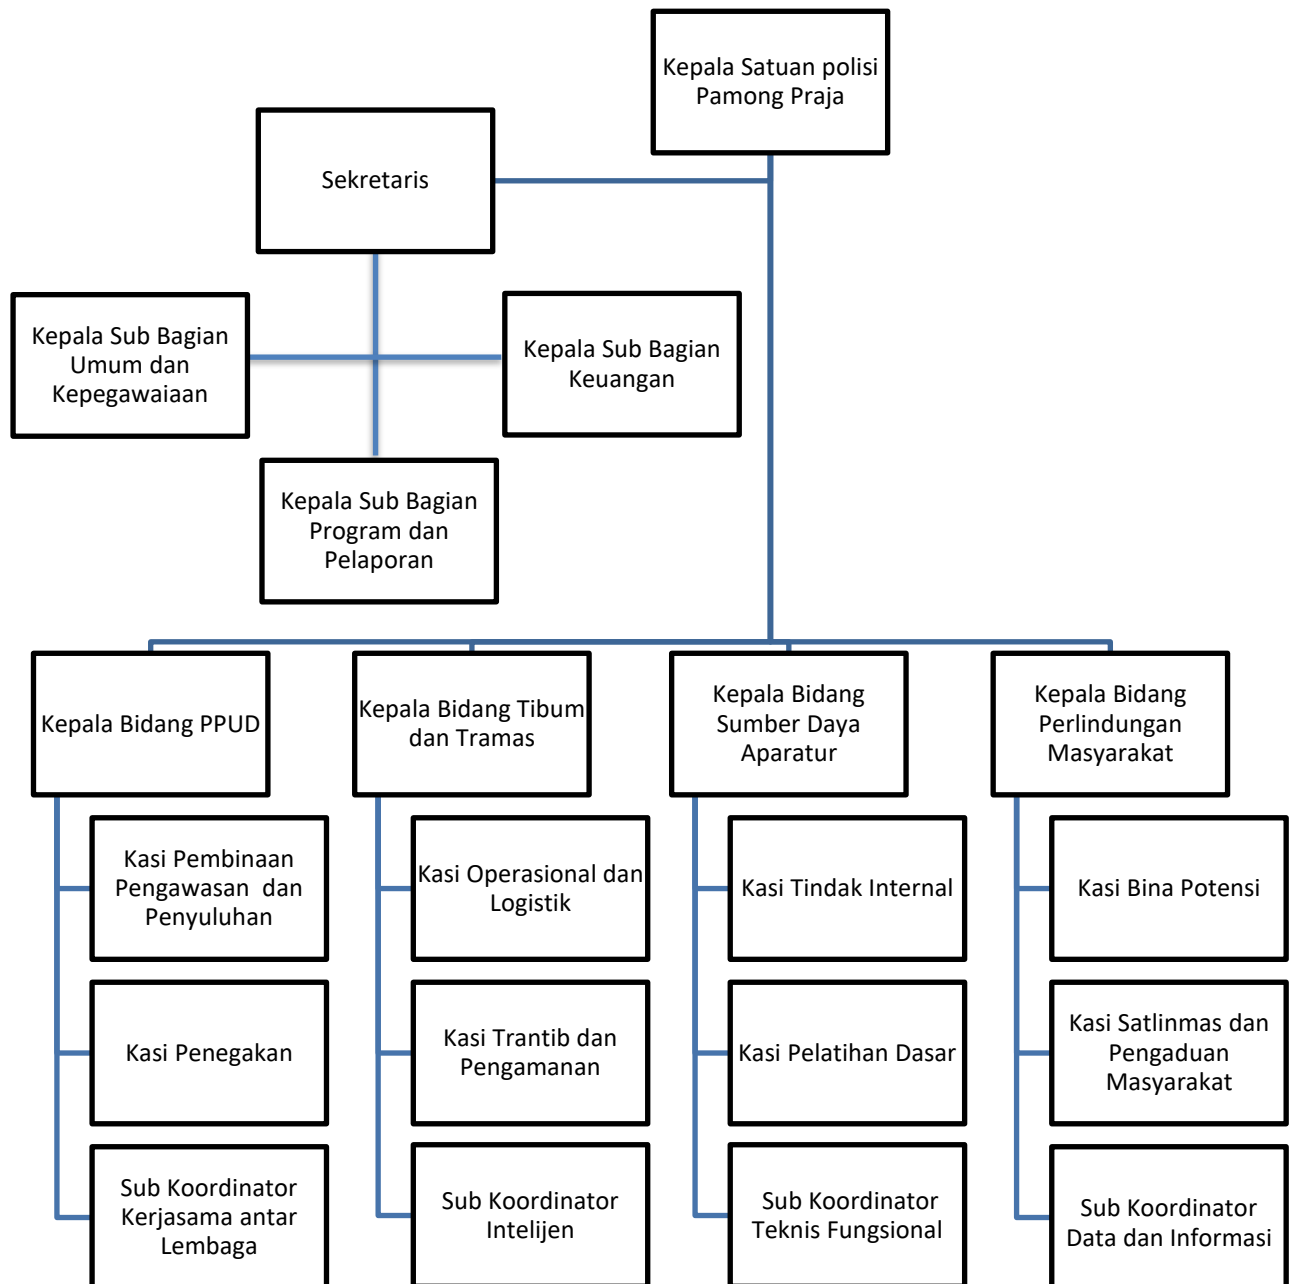 Kepala Satuan polisi
Pamong Praja
Sekretaris
Kepala Sub Bagian
Umum dan
Kepegawaiaan
Kepala Sub Bagian
Keuangan
Kepala Sub Bagian
Program dan
Pelaporan
Kepala Bidang PPUD
Kepala Bidang Tibum
dan Tramas
Kepala Bidang
Sumber Daya
Aparatur
Kepala Bidang
Perlindungan
Masyarakat
Kasi Pembinaan
Pengawasan dan
Penyuluhan
Kasi Operasional dan
Logistik
Kasi Tindak Internal
Kasi Bina Potensi
Kasi Penegakan
Kasi Trantib dan
Pengamanan
Kasi Pelatihan Dasar
Kasi Satlinmas dan
Pengaduan
Masyarakat
Sub Koordinator
Kerjasama antar
Lembaga
Sub Koordinator
Intelijen
Sub Koordinator
Teknis Fungsional
Sub Koordinator
Data dan Informasi